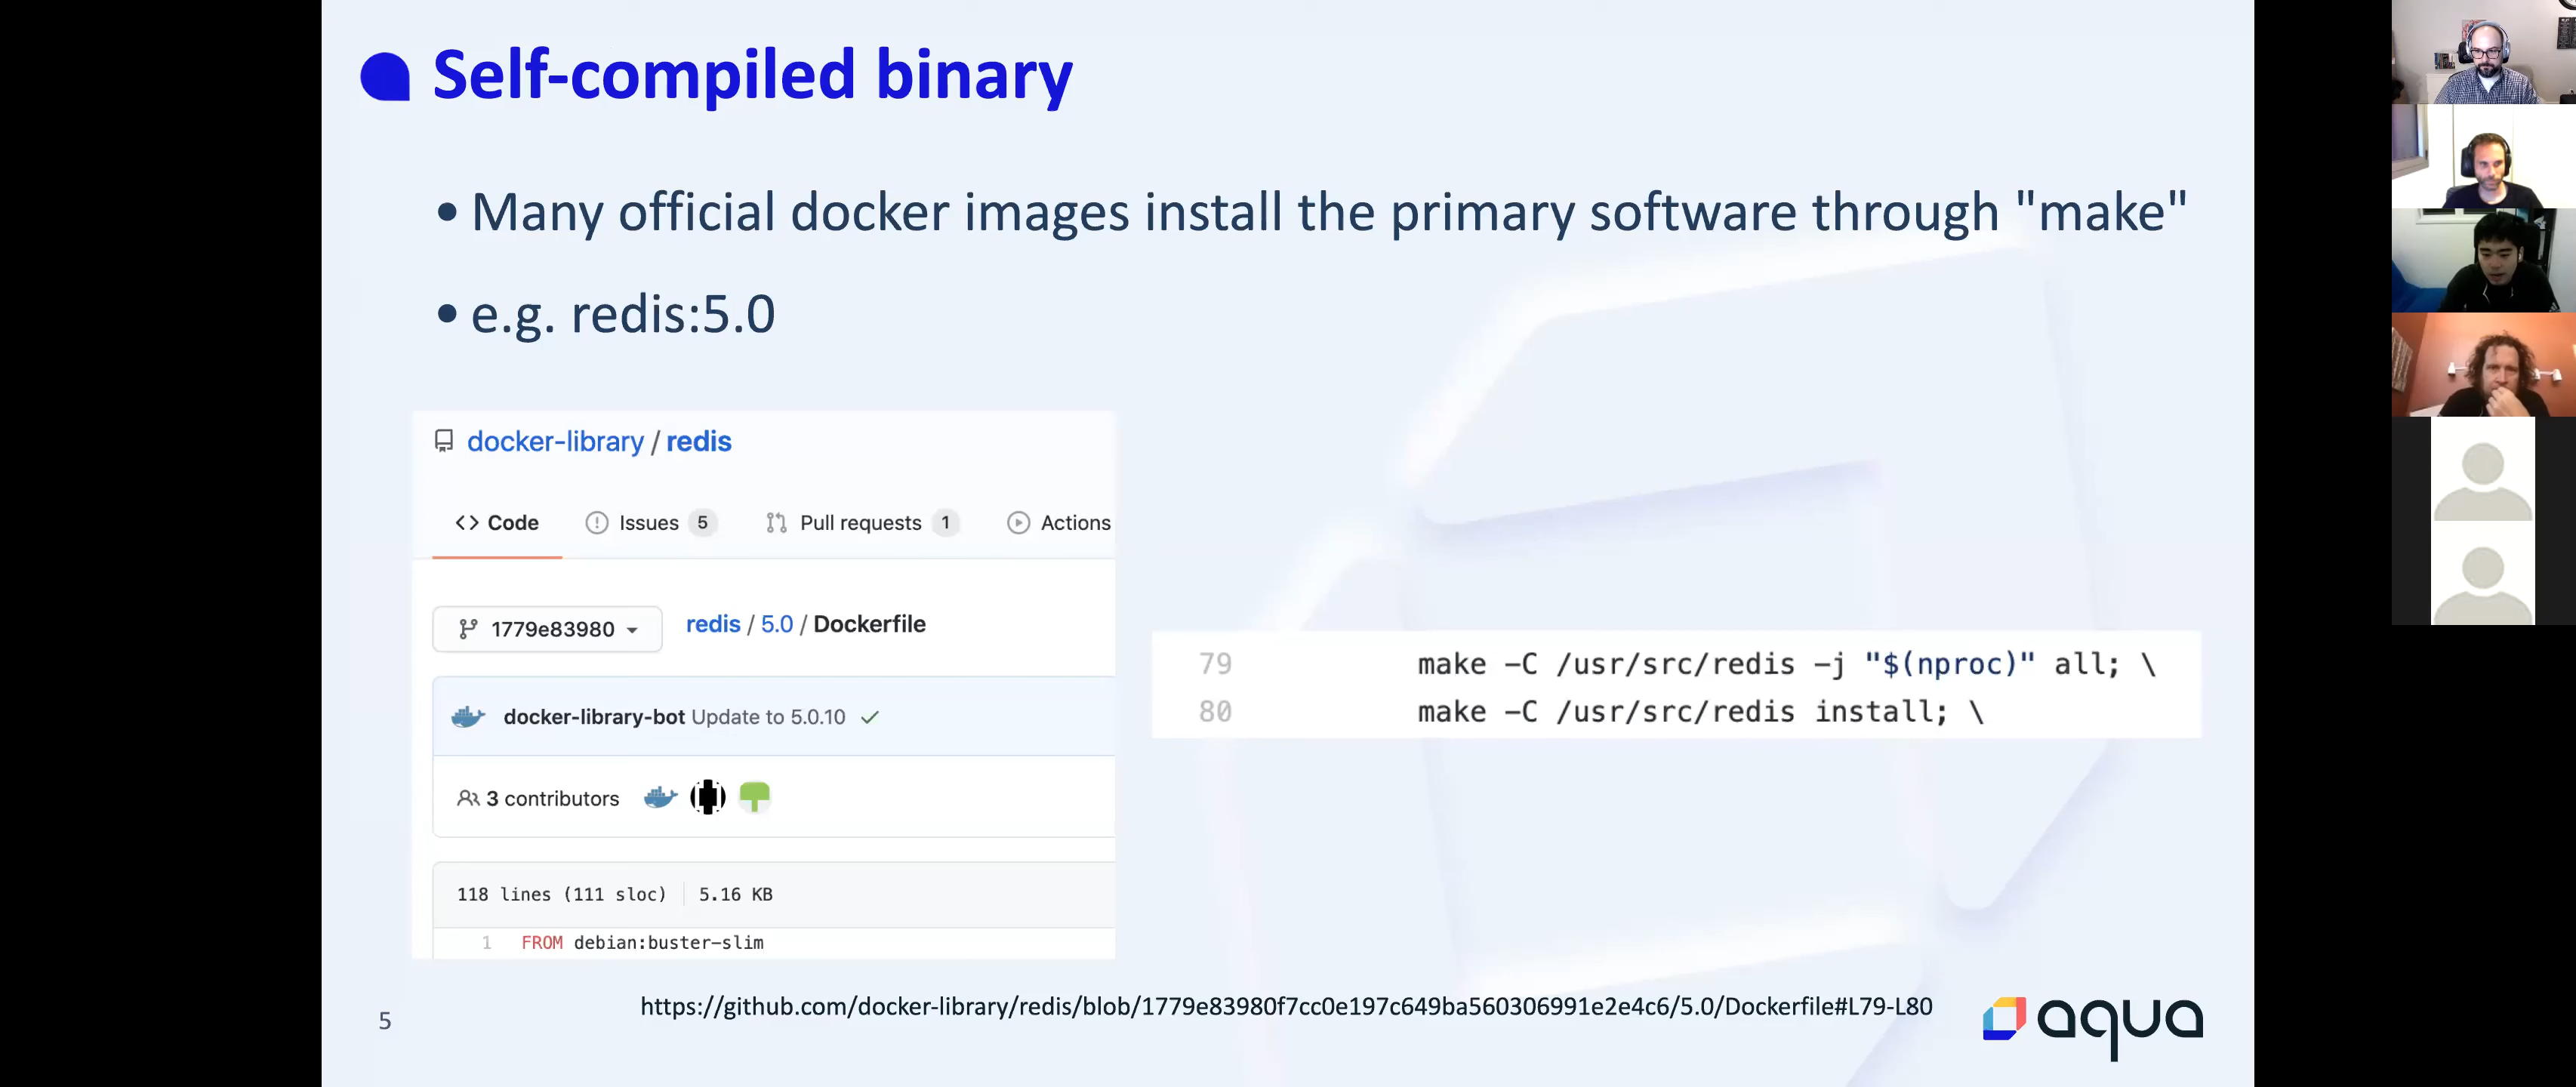 Self-compiled binary
• Many official docker images install the primary software through "make"
• e.g. redis:5.0
docker-library / redis
<> Code Issues 5 Pull requests 1 Actions
1779e83980 redis / 5.0 / Dockerfile
docker-library-bot Update to 5.0.10
3 contributors
118 lines (111 sloc) 5.16 KB
1 FROM debian:buster-slim
79 make -C /usr/src/redis -j "$(nproc)" all; \
80 make -C /usr/src/redis install; \
https://github.com/docker-library/redis/blob/1779e83980f7cc0e197c649ba560306991e2e4c6/5.0/Dockerfile#L79-L80
5
aqua